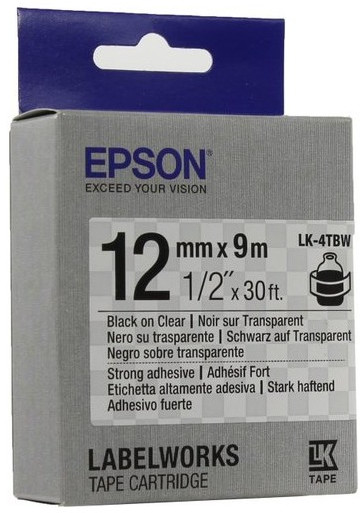 EPSON®
EXCEED YOUR VISION
12 mm x 9m
1/2" x 30ft.
LK-4TBW
Black on Clear | Noir sur Transparent
Nero su trasparente | Schwarz auf Transparent
Negro sobre transparente
Strong adhesive | Adhésif Fort
Etichetta altamente adesiva | Stark haftend
Adhesivo fuerte
LABELWORKS
TAPE CARTRIDGE
LK
TAPE